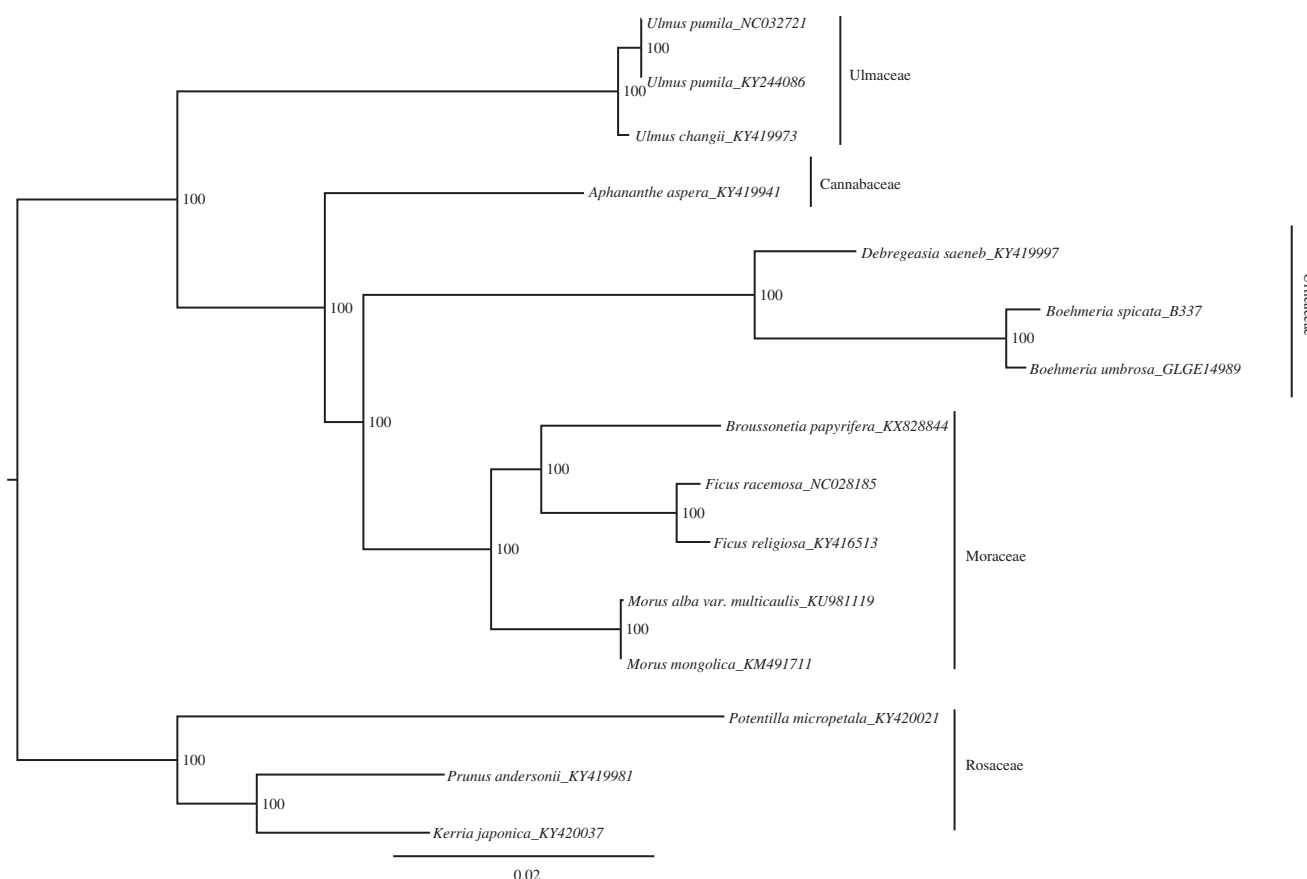 Ulmus pumila_NC032721
100
Ulmus pumila_KY244086
100
Ulmus changii_KY419973
Ulmaceae
100
Aphananthe aspera_KY419941
Cannabaceae
Debregeasia saeneb_KY419997
100
Boehmeria spicata_B337
100
Boehmeria umbrosa_GLGE14989
100
100
Broussonetia papyrifera_KX828844
100
Ficus racemosa_NC028185
100
Ficus religiosa_KY416513
100
Moraceae
Morus alba var. multicaulis_KU981119
100
Morus mongolica_KM491711
Potentilla micropetala_KY420021
100
Prunus andersonii_KY419981
100
Kerria japonica_KY420037
Rosaceae
0.02